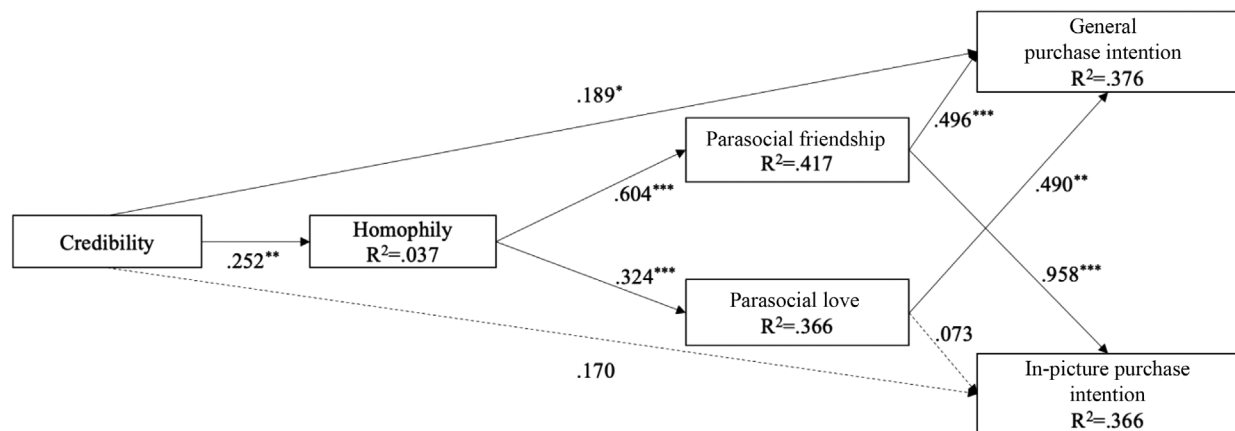 General
purchase intention
R²=.376
.189*
.496***
Parasocial friendship
R²=.417
.604***
.490**
Credibility
.252**
Homophily
R²=.037
.324***
.958***
Parasocial love
R²=.366
.073
.170
In-picture purchase
intention
R²=.366